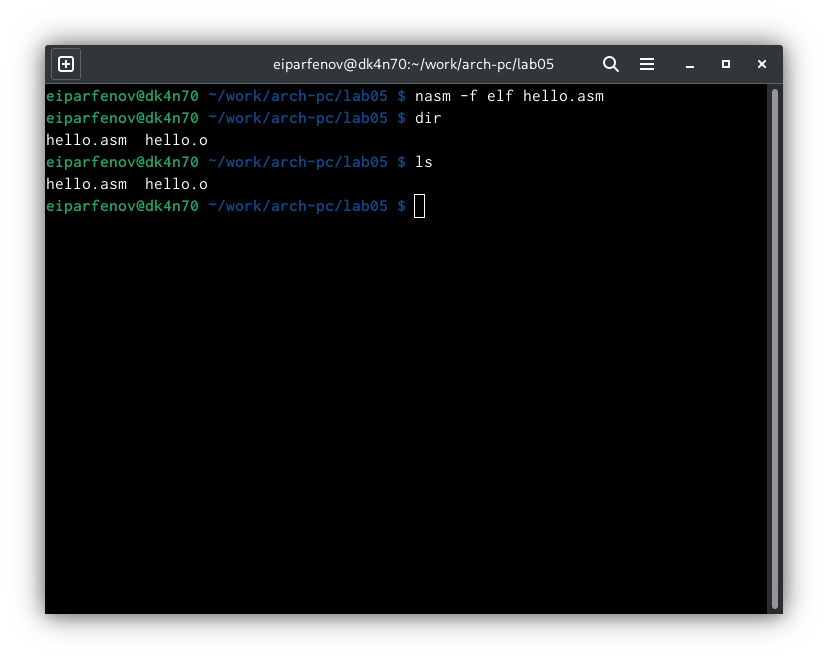 eiparfenov@dk4n70:~/work/arch-pc/lab05
eiparfenov@dk4n70 ~/work/arch-pc/lab05 $ nasm -f elf hello.asm
eiparfenov@dk4n70 ~/work/arch-pc/lab05 $ dir
hello.asm  hello.o
eiparfenov@dk4n70 ~/work/arch-pc/lab05 $ ls
hello.asm  hello.o
eiparfenov@dk4n70 ~/work/arch-pc/lab05 $